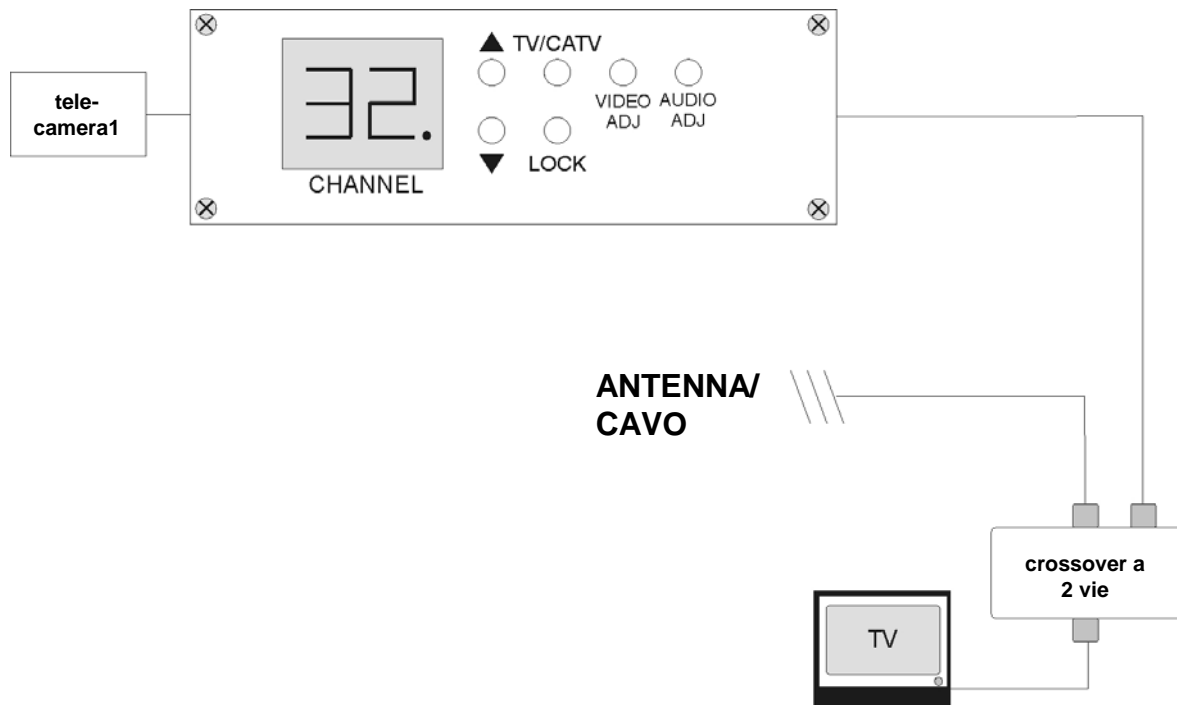 ▲ TV/CATV
tele-
camera1
32.
VIDEO ADJ
AUDIO ADJ
▼ LOCK
CHANNEL
ANTENNA/
CAVO
crossover a
2 vie
TV